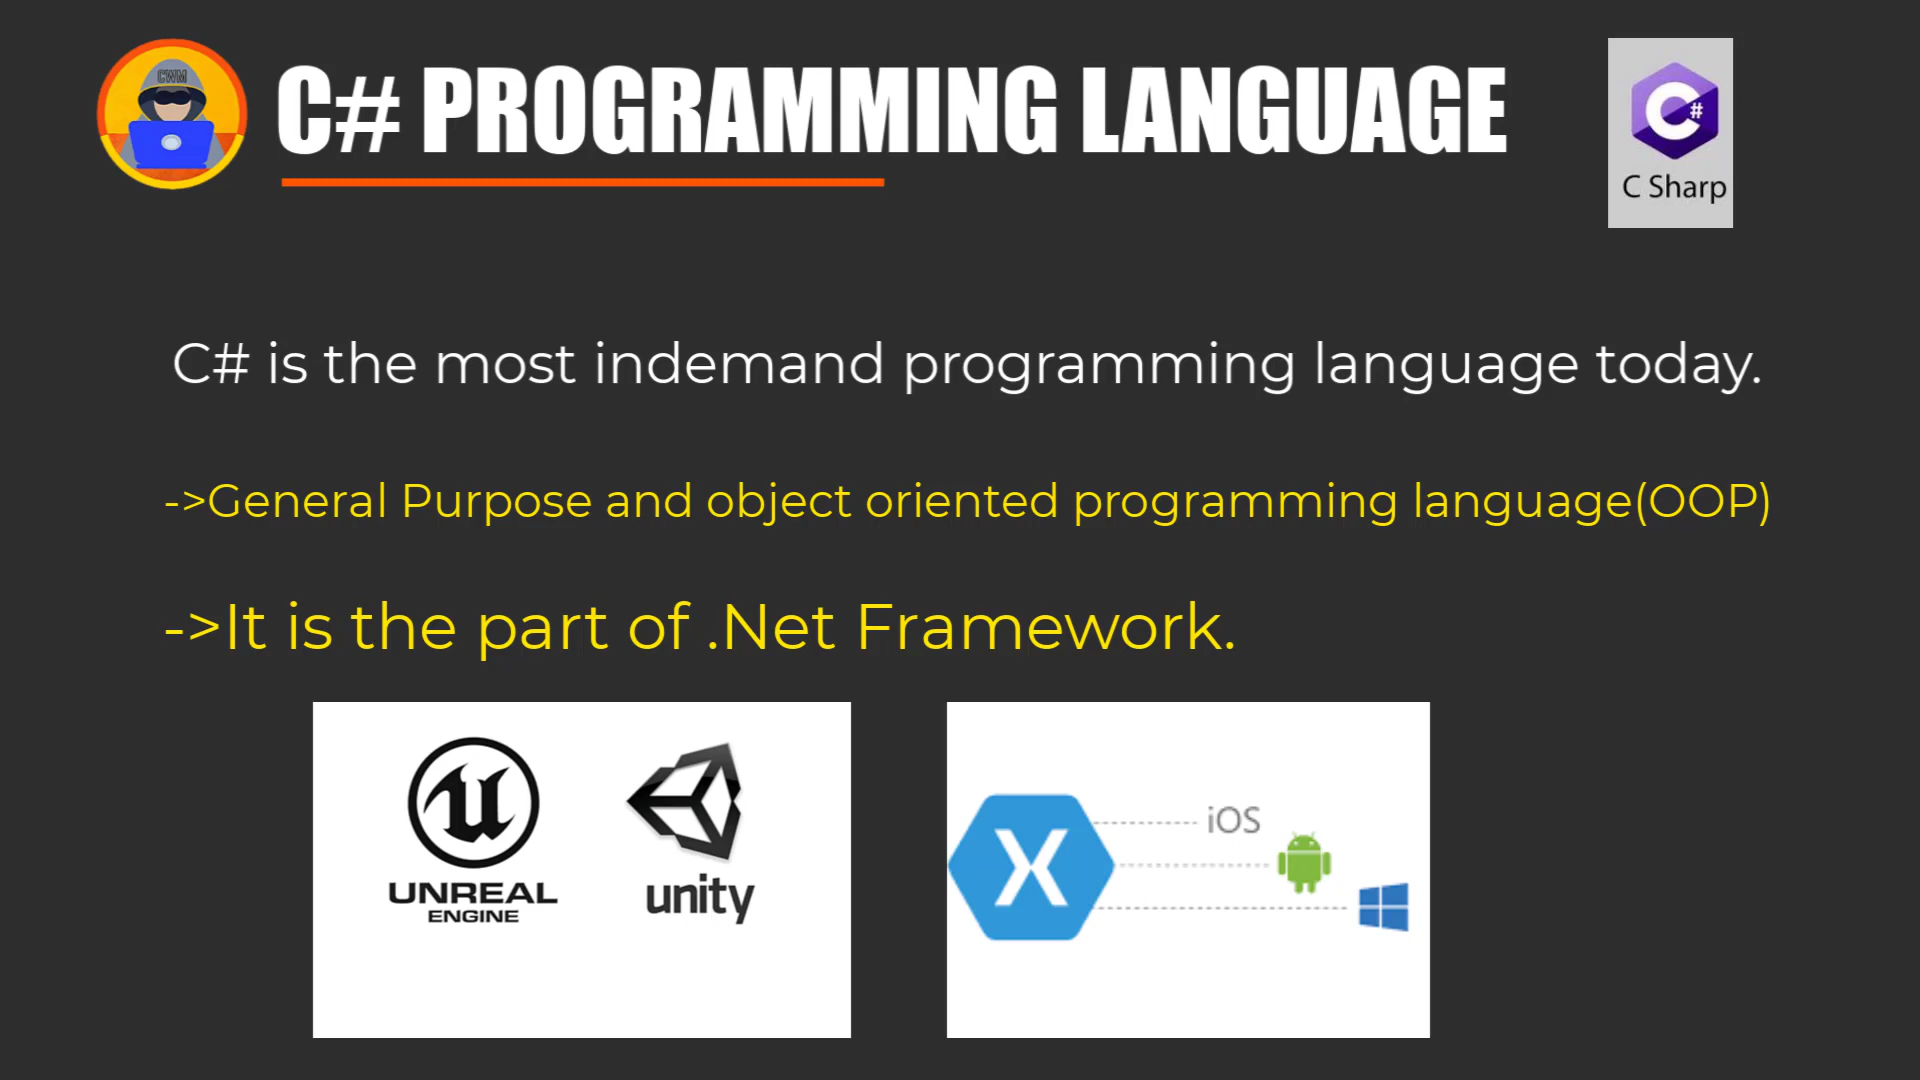 CWM
C# PROGRAMMING LANGUAGE
C#
C Sharp
C# is the most indemand programming language today.
->General Purpose and object oriented programming language(OOP)
->It is the part of .Net Framework.
UNREAL
ENGINE
unity
X
iOS